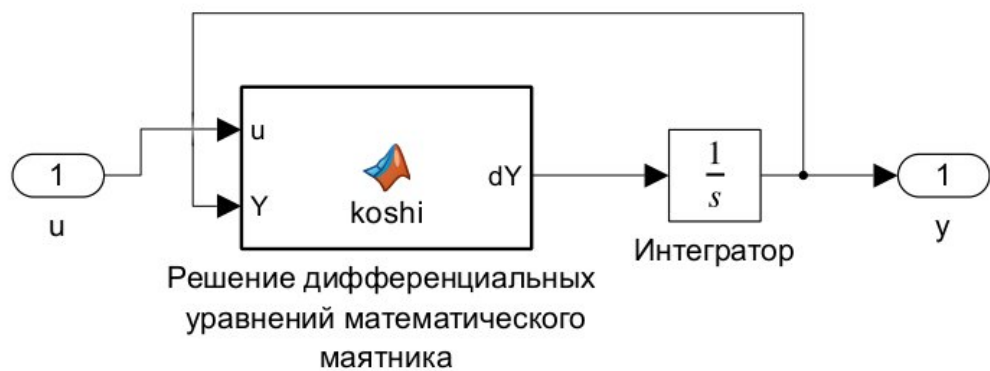 1
u
u
Y
koshi
dY
Решение дифференциальных
уравнений математического
маятника
1
s
Интегратор
1
y